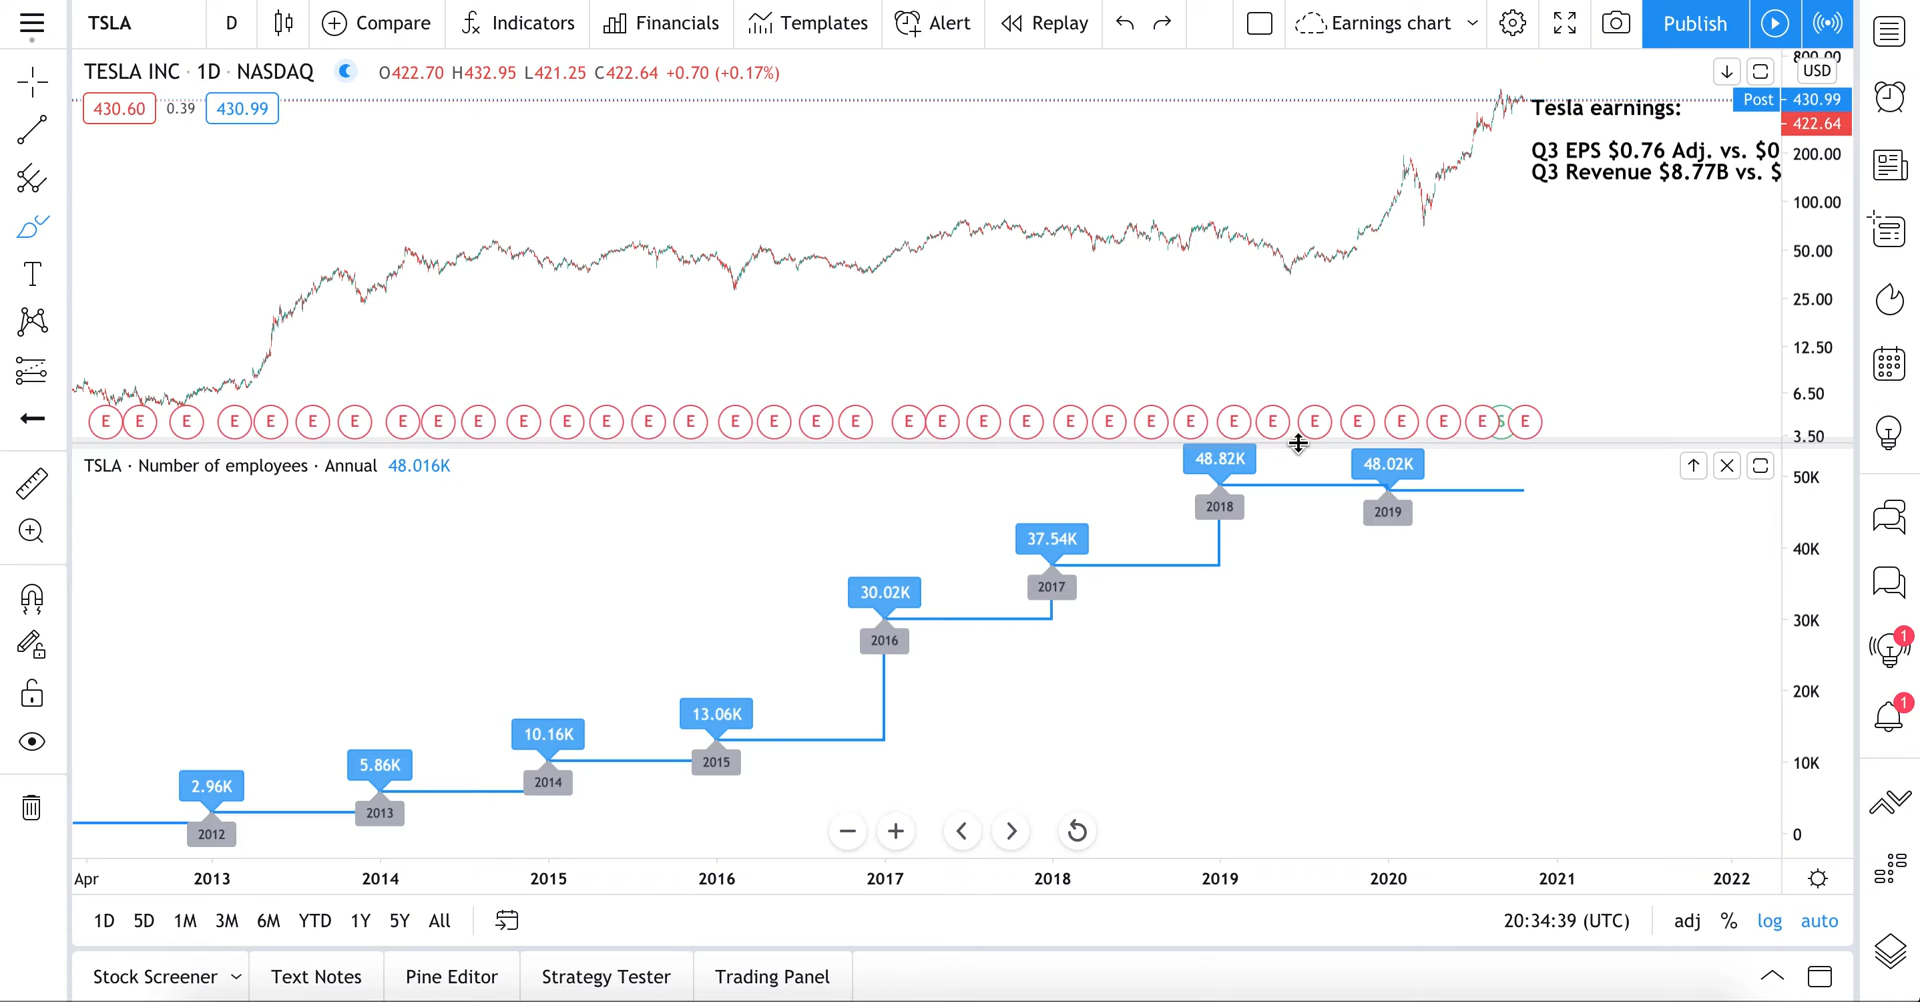 TSLA
D
Compare
Indicators
Financials
Templates
Alert
Replay
Earnings chart
Publish
TESLA INC · 1D · NASDAQ
O422.70 H432.95 L421.25 C422.64 +0.70 (+0.17%)
430.60
0.39
430.99
800.00
USD
Post
430.99
422.64
200.00
100.00
50.00
25.00
12.50
6.50
3.50
Tesla earnings:
Q3 EPS $0.76 Adj. vs. $0
Q3 Revenue $8.77B vs. $
E E E E E E E E E E E E E E E E E E E E E E E E E E E E E E E E E E S E
TSLA · Number of employees · Annual 48.016K
50K
40K
30K
20K
10K
0
2.96K
2012
5.86K
2013
10.16K
2014
13.06K
2015
30.02K
2016
37.54K
2017
48.82K
2018
48.02K
2019
1
1
Apr 2013 2014 2015 2016 2017 2018 2019 2020 2021 2022
1D 5D 1M 3M 6M YTD 1Y 5Y All
20:34:39 (UTC)
adj % log auto
Stock Screener
Text Notes
Pine Editor
Strategy Tester
Trading Panel